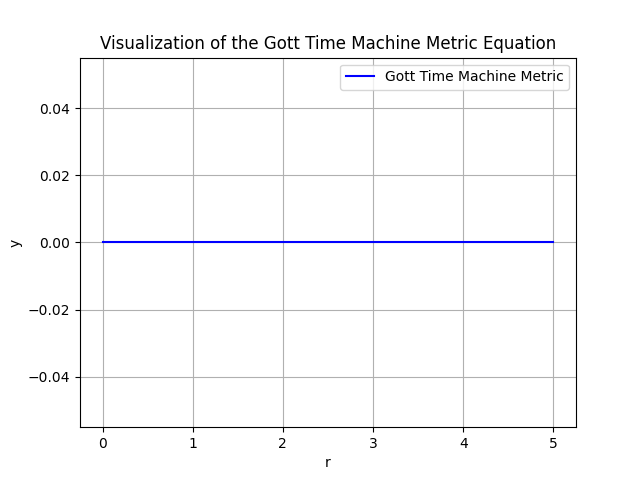 Visualization of the Gott Time Machine Metric Equation
Gott Time Machine Metric
0.04
0.02
0.00
−0.02
−0.04
y
0 1 2 3 4 5
r